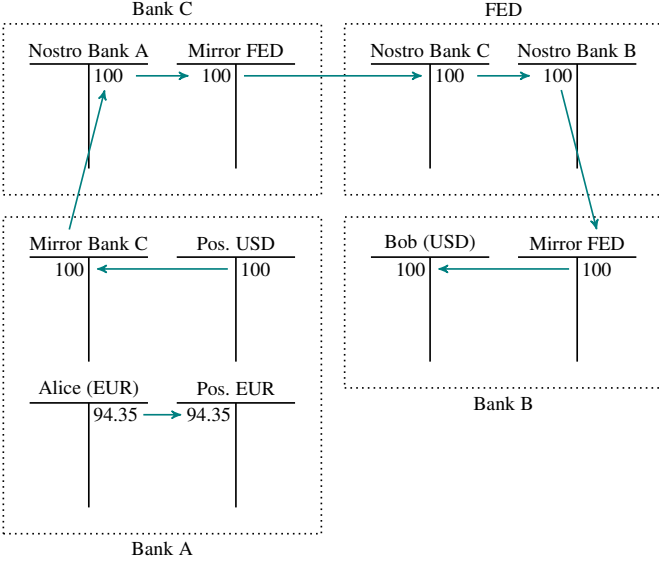 Bank C
FED
Nostro Bank A Mirror FED
100 100
Nostro Bank C Nostro Bank B
100 100
Mirror Bank C Pos. USD
100 100
Alice (EUR) Pos. EUR
94.35 94.35
Bank A
Bob (USD) Mirror FED
100 100
Bank B